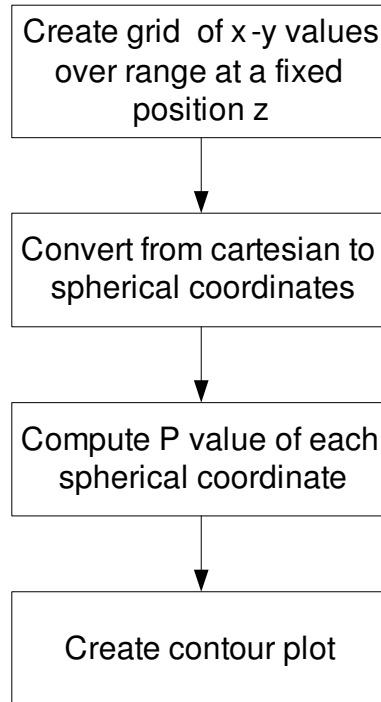 Create grid of x-y values
over range at a fixed
position z
Convert from cartesian to
spherical coordinates
Compute P value of each
spherical coordinate
Create contour plot